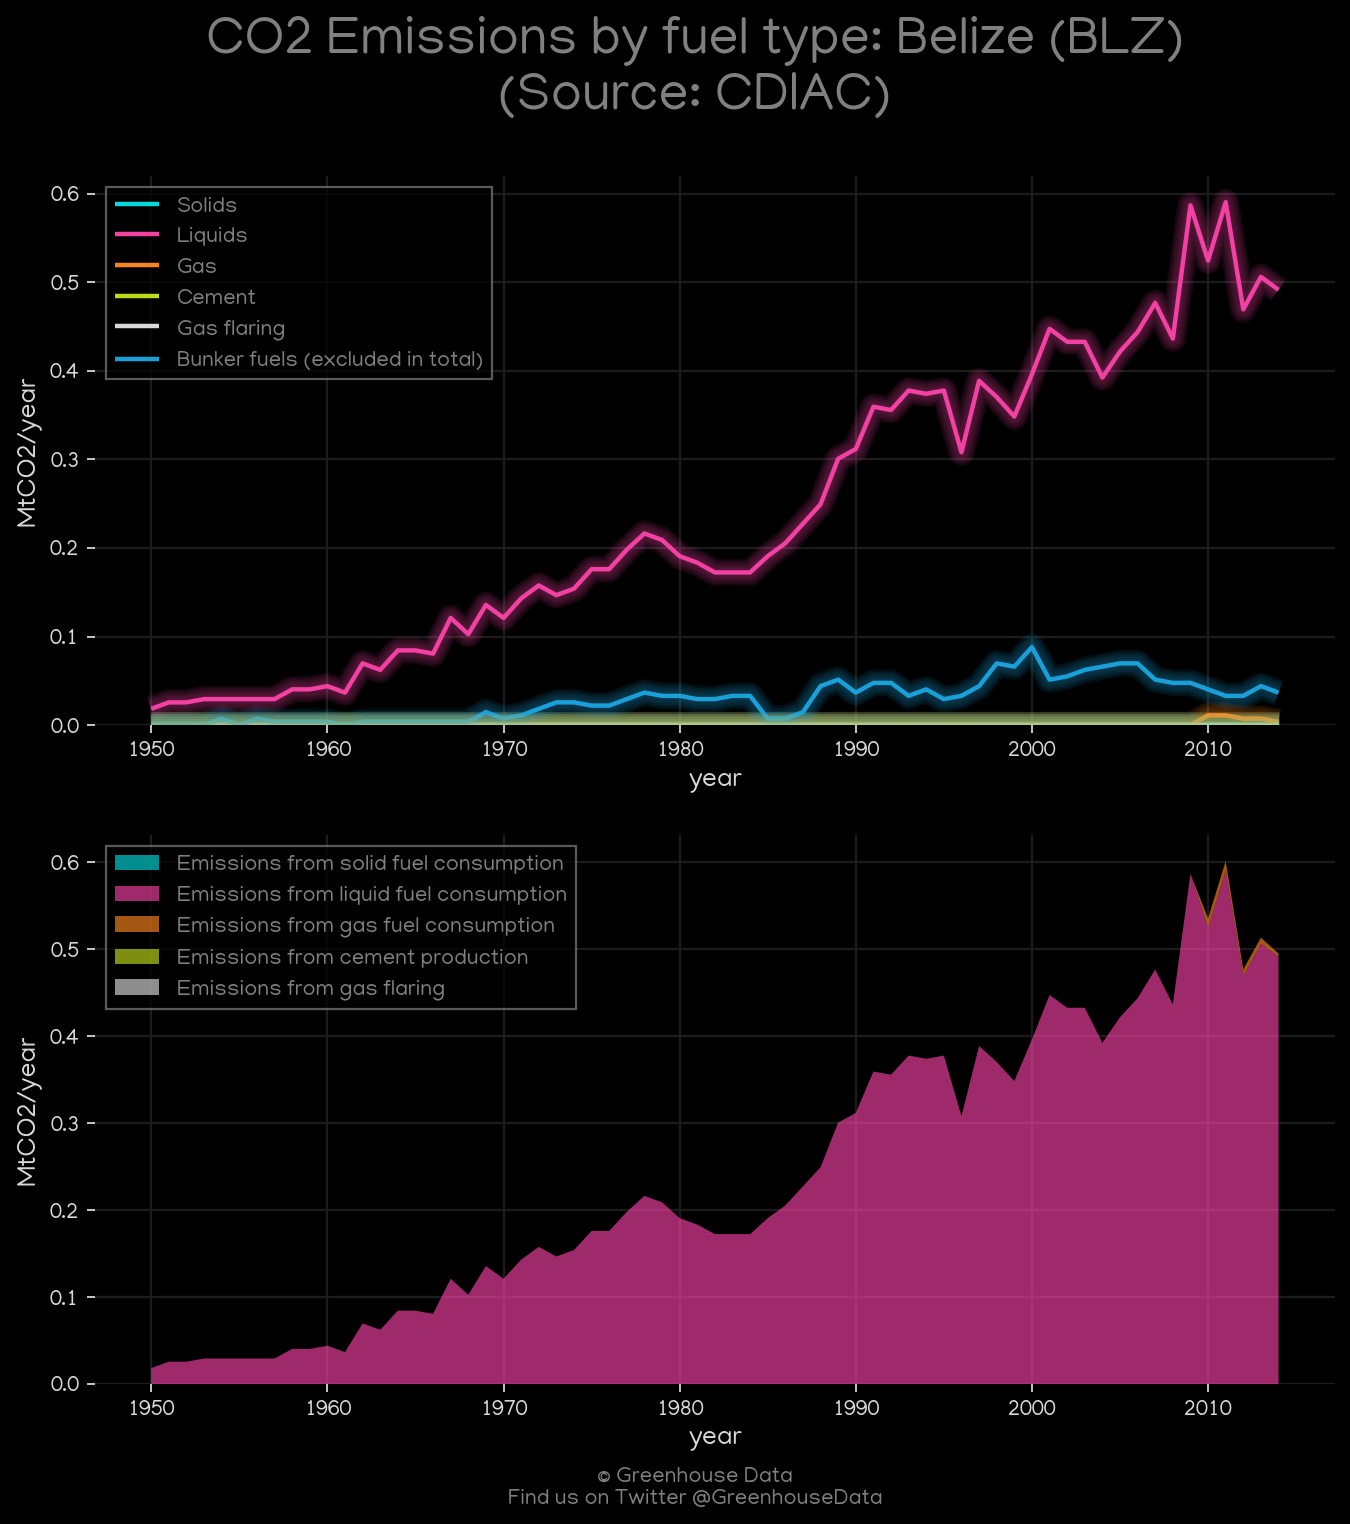 CO2 Emissions by fuel type: Belize (BLZ)
(Source: CDIAC)
0.6
0.5
0.4
0.3
0.2
0.1
0.0
MtCO2/year
Solids
Liquids
Gas
Cement
Gas flaring
Bunker fuels (excluded in total)
1950 1960 1970 1980 1990 2000 2010
year
0.6
0.5
0.4
0.3
0.2
0.1
0.0
MtCO2/year
Emissions from solid fuel consumption
Emissions from liquid fuel consumption
Emissions from gas fuel consumption
Emissions from cement production
Emissions from gas flaring
1950 1960 1970 1980 1990 2000 2010
year
© Greenhouse Data
Find us on Twitter @GreenhouseData